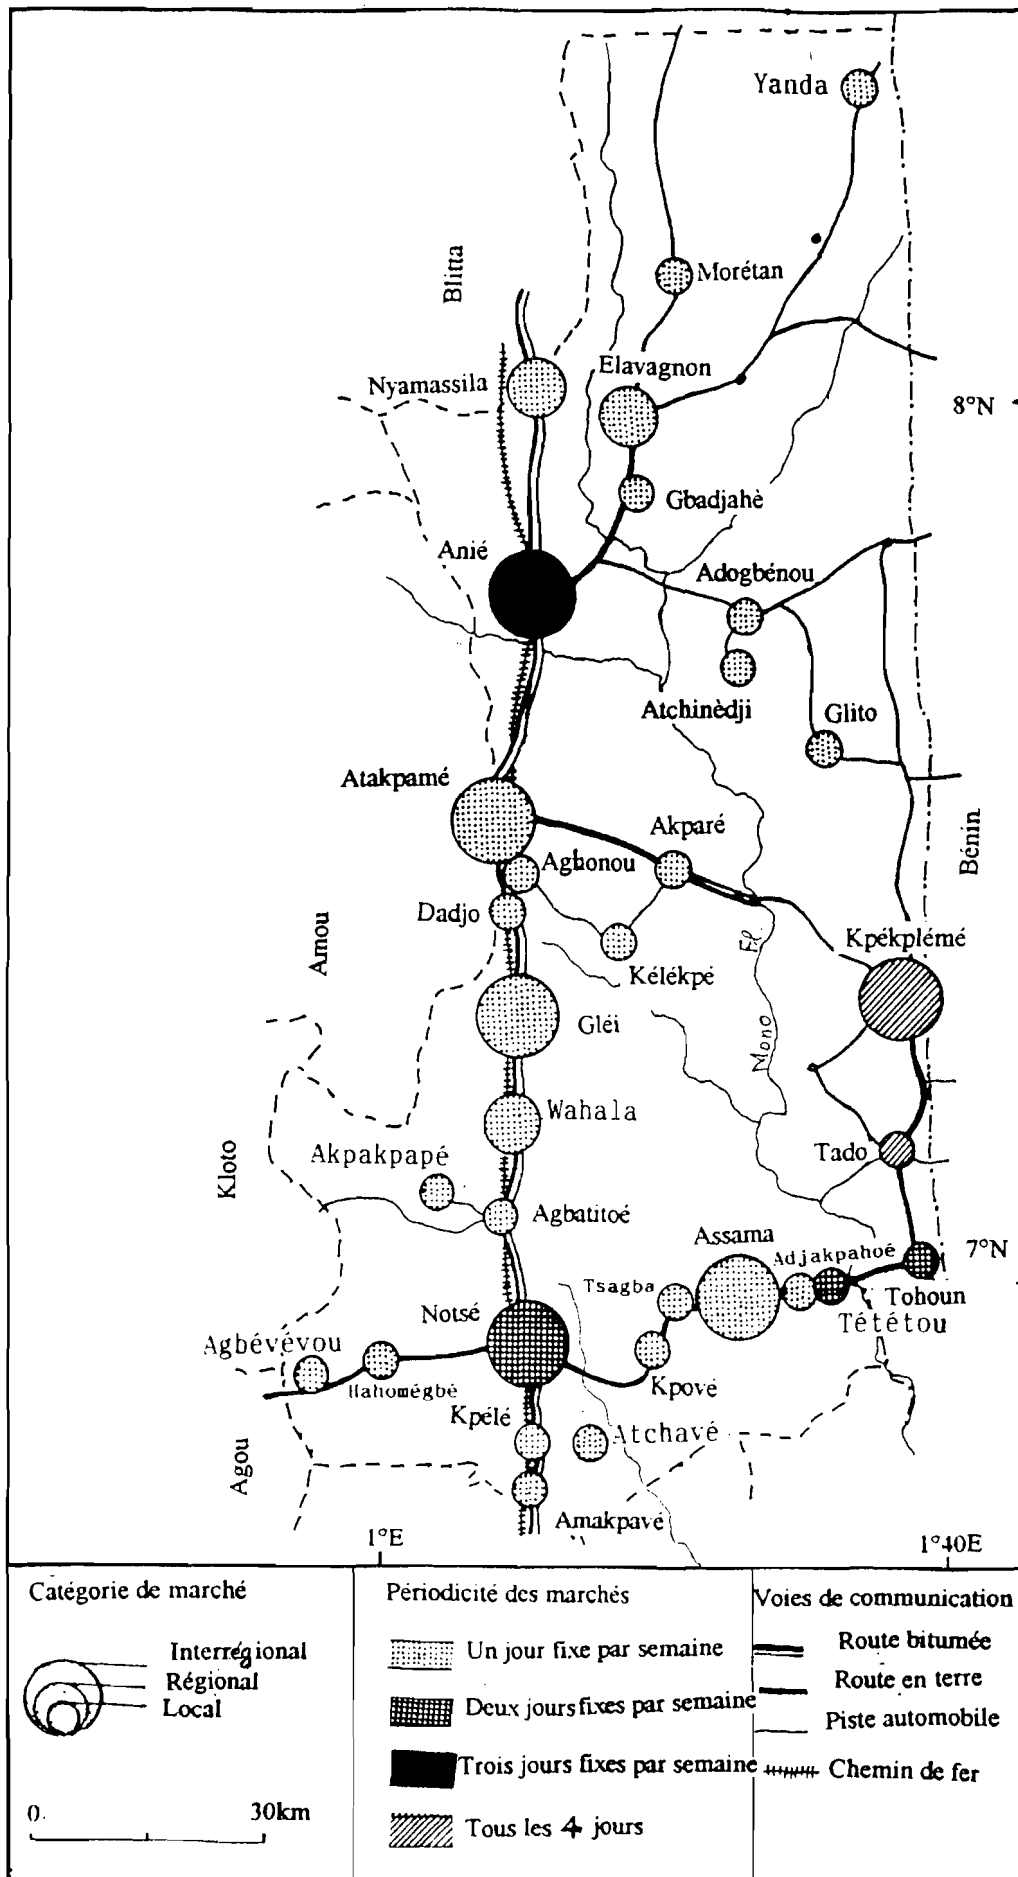 Yanda
Blitta
Morétan
Elavagnon
Nyamassila
8°N
Gbadjahè
Anié
Adogbénou
Atchinèdji
Glito
Atakpamé
Akparé
Bénin
Agbonou
Dadjo
Kpékplémé
Amou
Fl.
Kélékpé
Gléi
Mono
Wahala
Akpakpapé
Tado
Kloto
Agbatitoé
Assama
Adjakpahoé
7°N
Tsagba
Tohoun
Notsé
Tététou
Agbévévou
Hahomégbé
Kpové
Kpélé
Atchavé
Agou
Amakpavé
1°E
1°40E
Catégorie de marché
Interrégional
Régional
Local
0
30km
Périodicité des marchés
Un jour fixe par semaine
Deux jours fixes par semaine
Trois jours fixes par semaine
Tous les 4 jours
Voies de communication
Route bitumée
Route en terre
Piste automobile
Chemin de fer